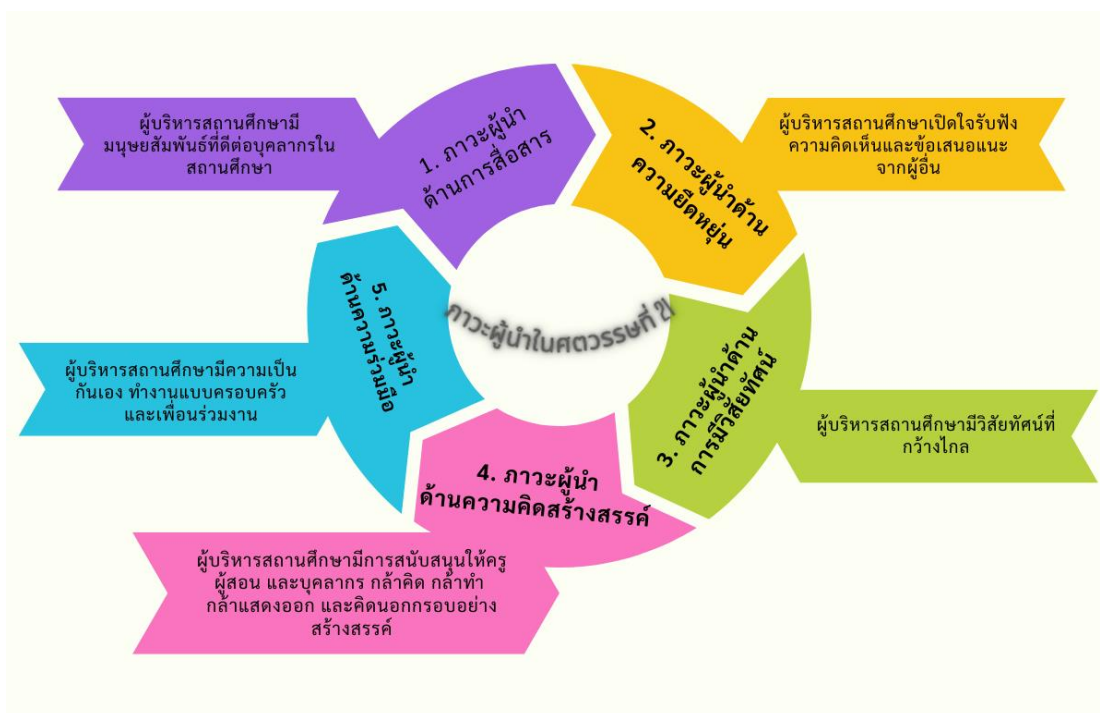 ผู้บริหารสถานศึกษามี
มนุษยสัมพันธ์ที่ดีต่อบุคลากรใน
สถานศึกษา
1. ภาวะผู้นำ
ด้านการสื่อสาร
2. ภาวะผู้นำด้าน
ความยืดหยุ่น
ผู้บริหารสถานศึกษาเปิดใจรับฟัง
ความคิดเห็นและข้อเสนอแนะ
จากผู้อื่น
5. ภาวะผู้นำ
ด้านความร่วมมือ
ภาวะผู้นำในศตวรรษที่ 21
ผู้บริหารสถานศึกษามีความเป็น
กันเอง ทำงานแบบครอบครัว
และเพื่อนร่วมงาน
3. ภาวะผู้นำด้าน
การมีวิสัยทัศน์
ผู้บริหารสถานศึกษามีวิสัยทัศน์ที่
กว้างไกล
4. ภาวะผู้นำ
ด้านความคิดสร้างสรรค์
ผู้บริหารสถานศึกษามีการสนับสนุนให้ครู
ผู้สอน และบุคลากร กล้าคิด กล้าทำ
กล้าแสดงออก และคิดนอกกรอบอย่าง
สร้างสรรค์